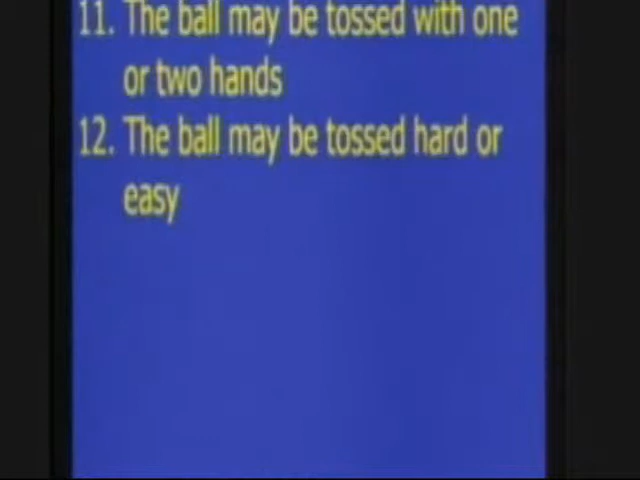 11. The ball may be tossed with one
or two hands
12. The ball may be tossed hard or
easy